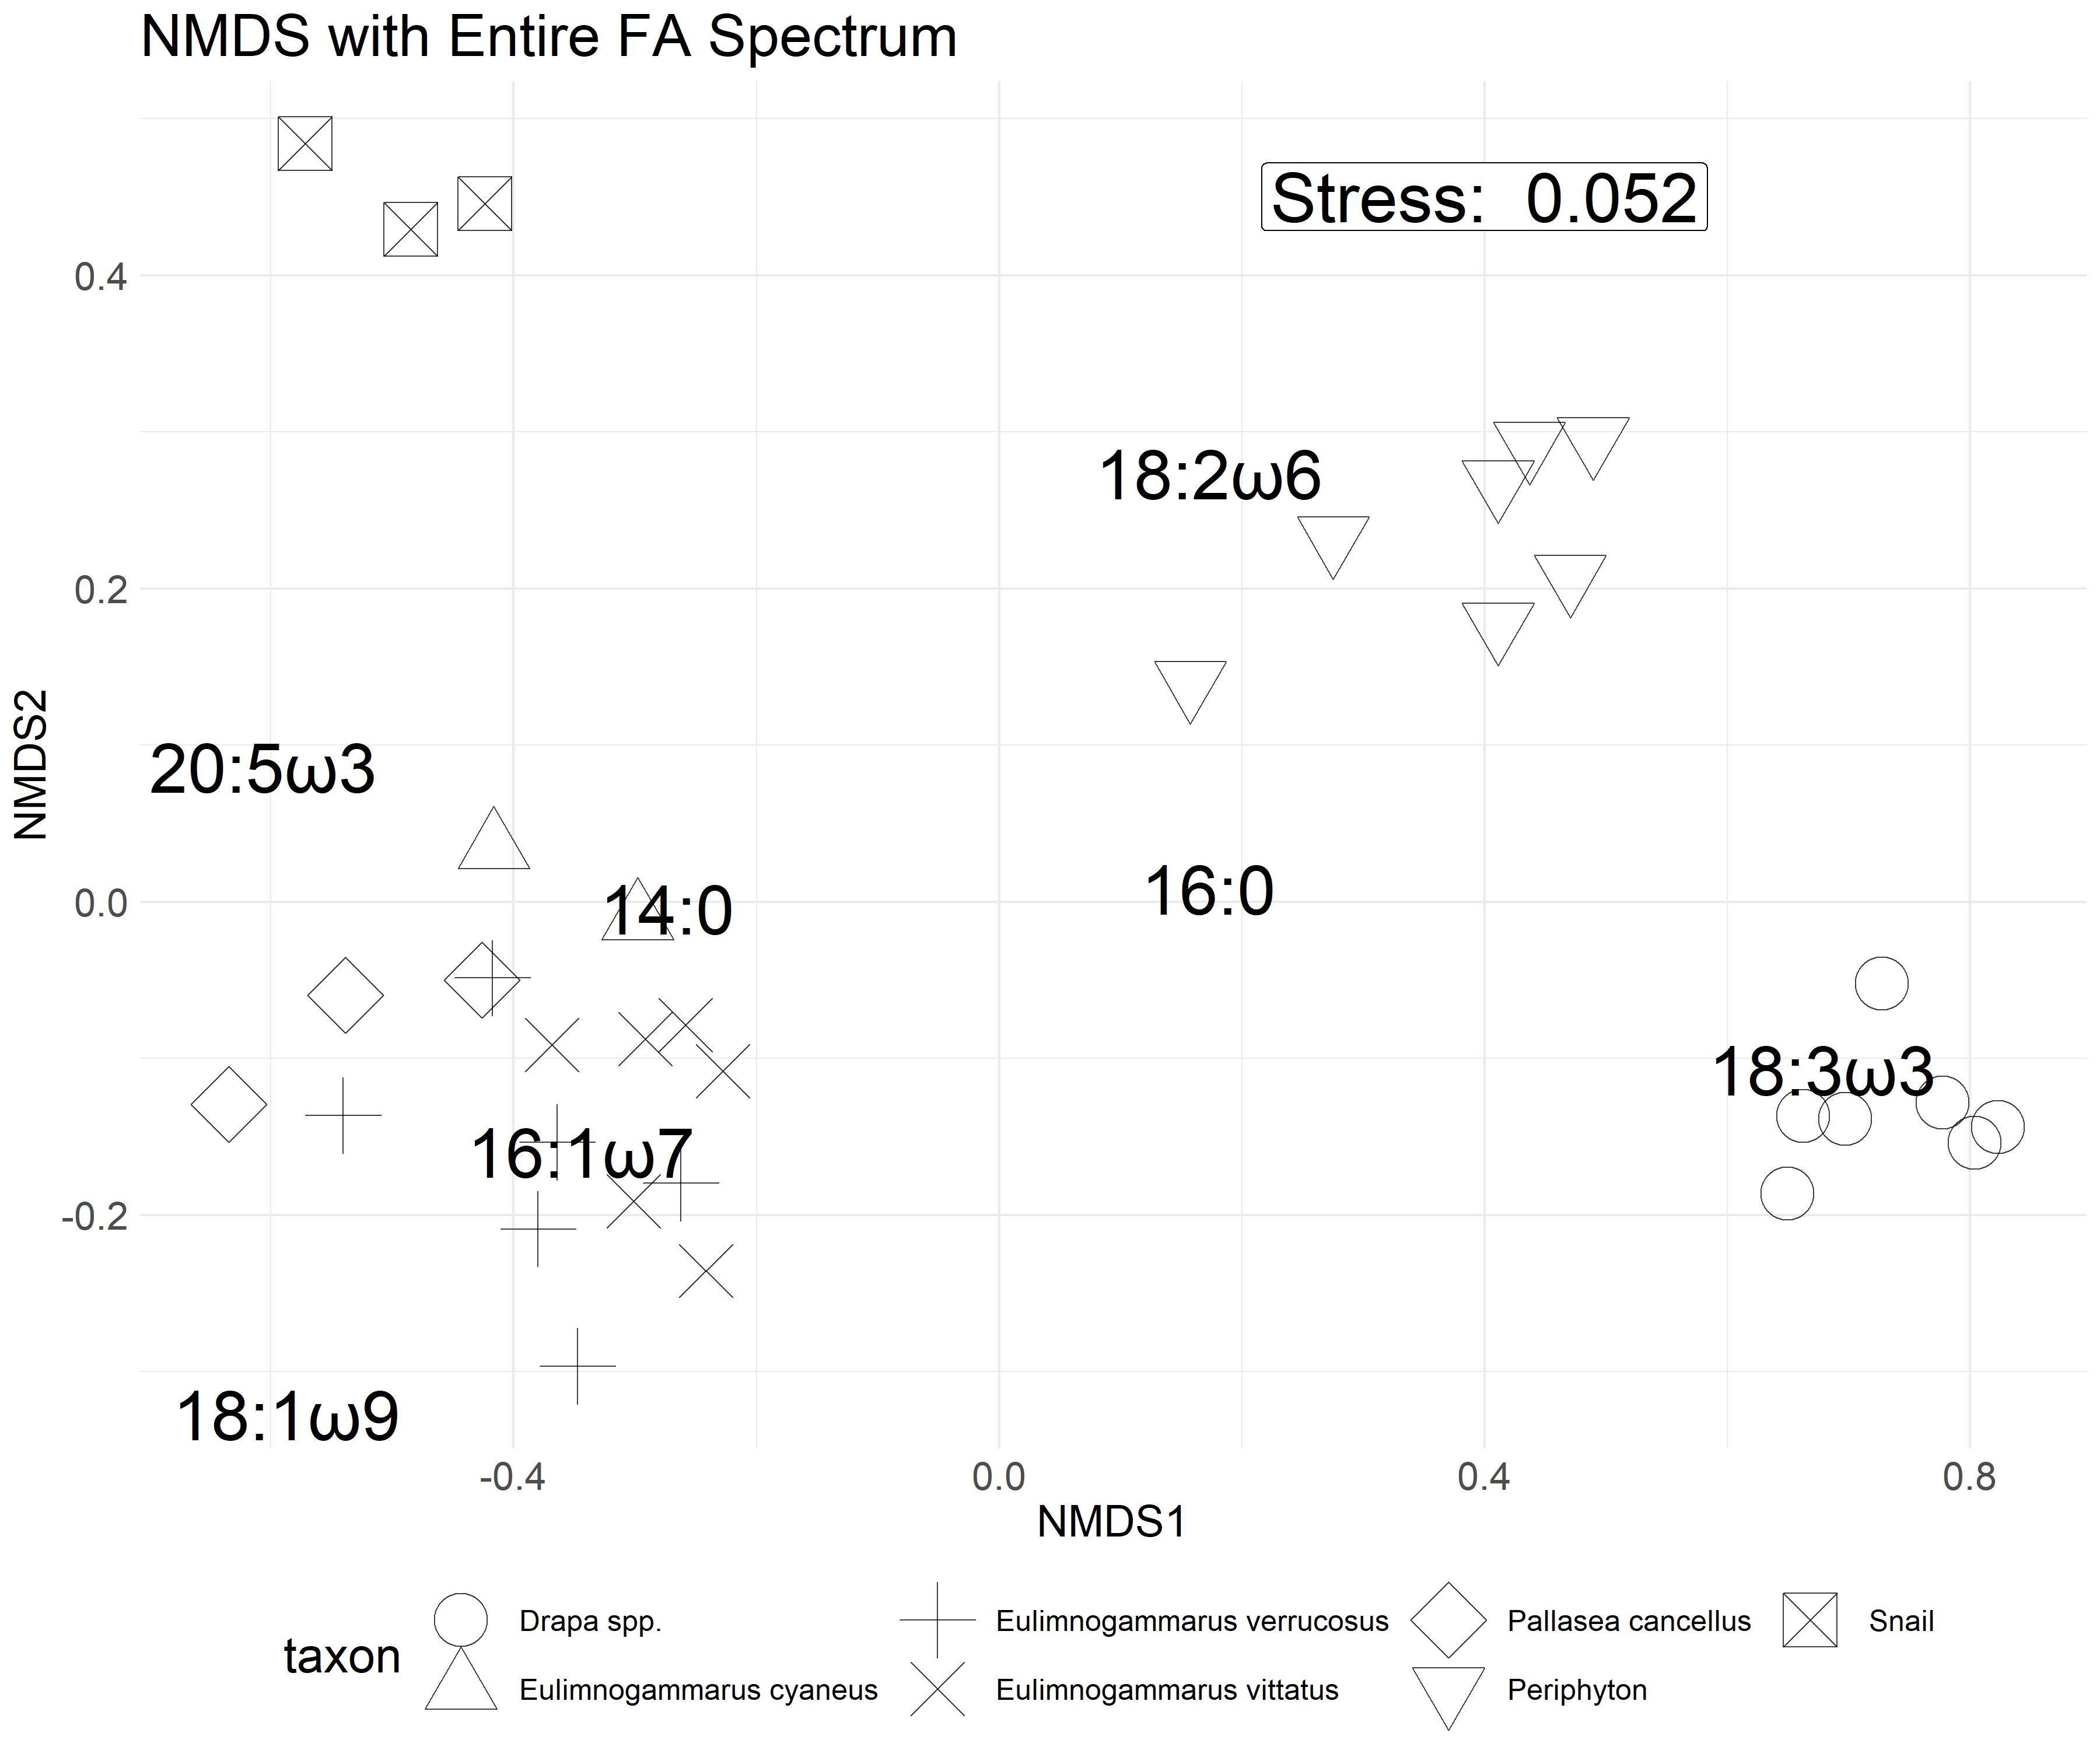 NMDS with Entire FA Spectrum
Stress:  0.052
0.4
18:2ω6
0.2
NMDS2
20:5ω3
16:0
0.0
14:0
18:3ω3
16:1ω7
-0.2
18:1ω9
-0.4 0.0 0.4 0.8
NMDS1
taxon
Drapa spp. Eulimnogammarus verrucosus Pallasea cancellus Snail
Eulimnogammarus cyaneus Eulimnogammarus vittatus Periphyton